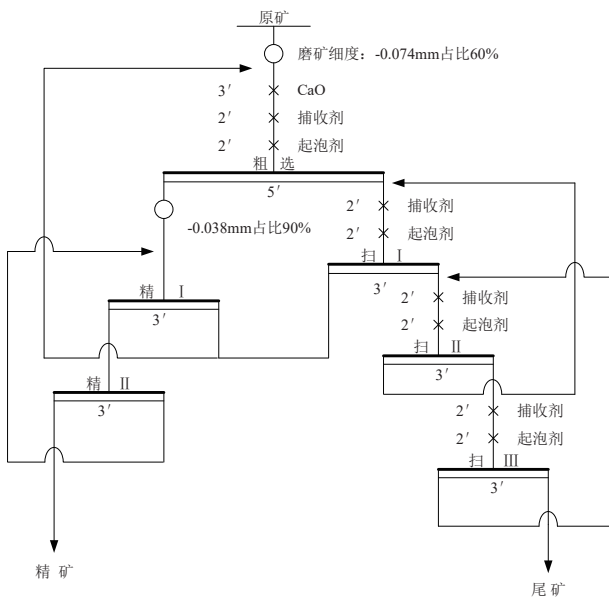 原矿
磨矿细度：-0.074mm占比60%
3′ CaO
2′ 捕收剂
2′ 起泡剂
粗 选
5′
2′ 捕收剂
-0.038mm占比90%
2′ 起泡剂
扫 Ⅰ
3′
精 Ⅰ
3′
2′ 捕收剂
2′ 起泡剂
扫 Ⅱ
3′
精 Ⅱ
3′
2′ 捕收剂
2′ 起泡剂
扫 Ⅲ
3′
精 矿
尾 矿